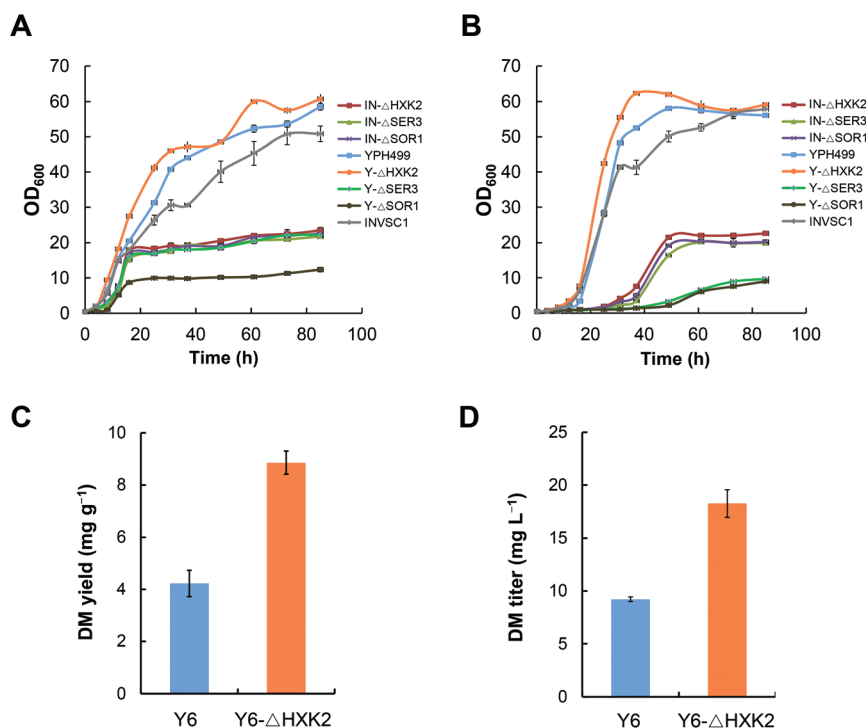 A
OD600
70
60
50
40
30
20
10
0
0 20 40 60 80 100
Time (h)
IN-△HXK2
IN-△SER3
IN-△SOR1
YPH499
Y-△HXK2
Y-△SER3
Y-△SOR1
INVSC1
B
OD600
70
60
50
40
30
20
10
0
0 20 40 60 80 100
Time (h)
IN-△HXK2
IN-△SER3
IN-△SOR1
YPH499
Y-△HXK2
Y-△SER3
Y-△SOR1
INVSC1
C
DM yield (mg g⁻¹)
10
8
6
4
2
0
Y6 Y6-△HXK2
D
DM titer (mg L⁻¹)
25
20
15
10
5
0
Y6 Y6-△HXK2